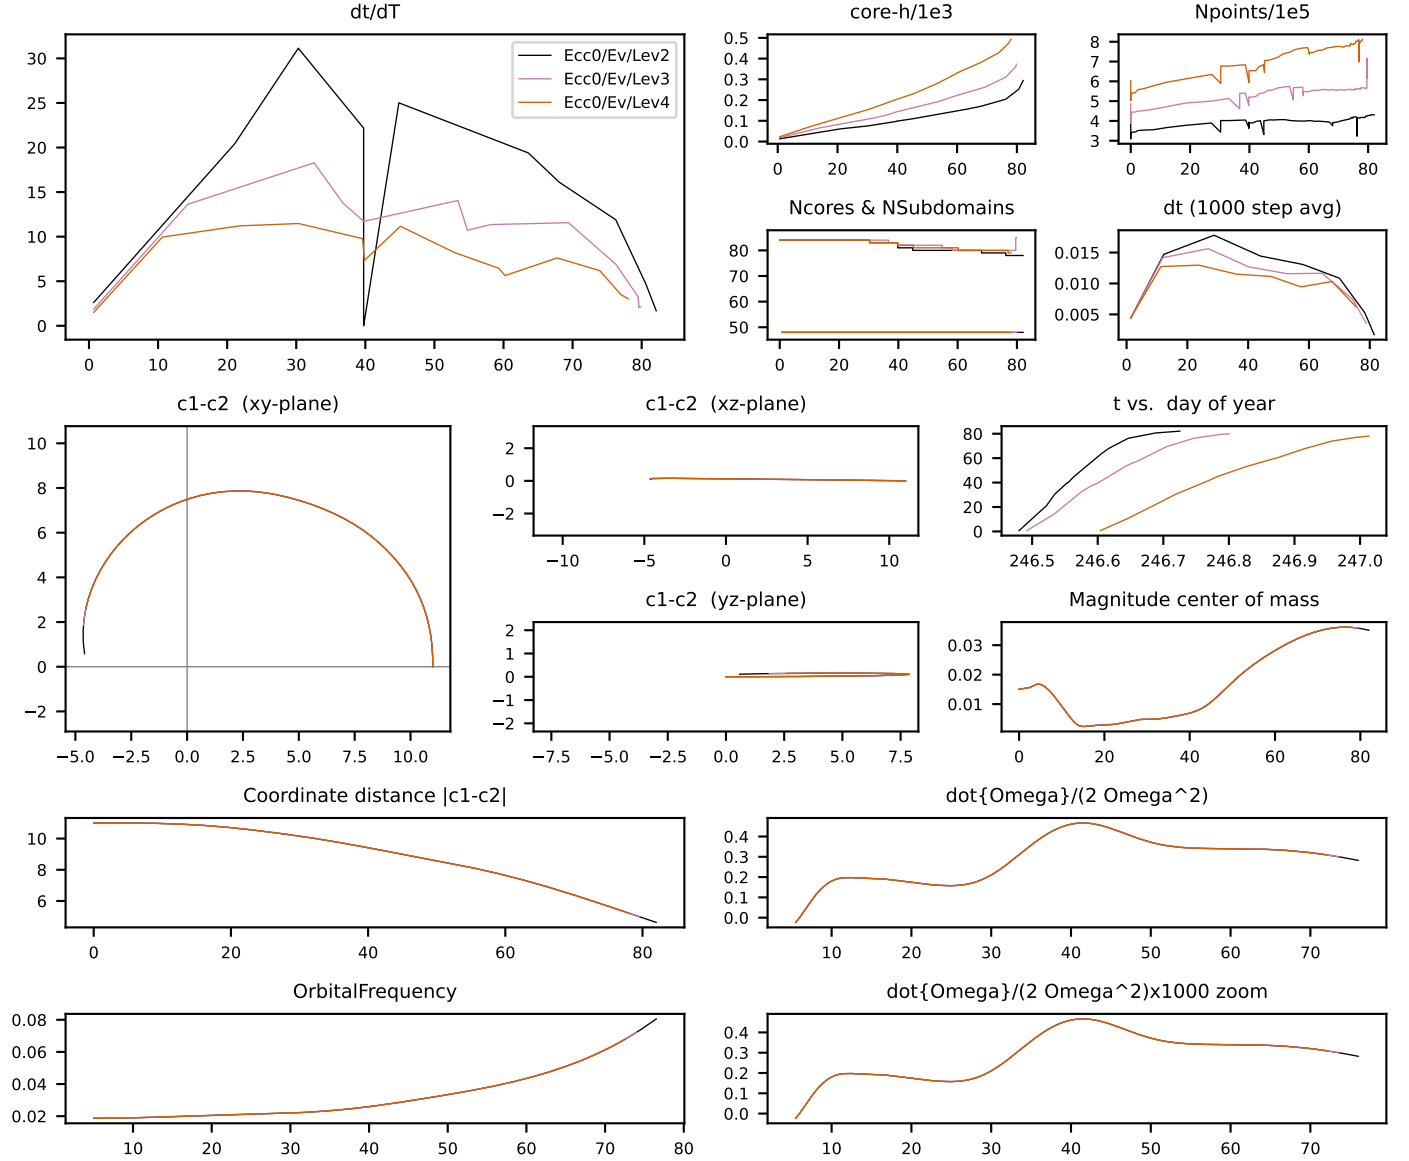 dt/dT
30
25
20
15
10
5
0
0 10 20 30 40 50 60 70 80
Ecc0/Ev/Lev2
Ecc0/Ev/Lev3
Ecc0/Ev/Lev4
core-h/1e3
0.5
0.4
0.3
0.2
0.1
0.0
0 20 40 60 80
Npoints/1e5
8
7
6
5
4
3
0 20 40 60 80
Ncores & NSubdomains
80
70
60
50
0 20 40 60 80
dt (1000 step avg)
0.015
0.010
0.005
0 20 40 60 80
c1-c2 (xy-plane)
10
8
6
4
2
0
−2
−5.0 −2.5 0.0 2.5 5.0 7.5 10.0
c1-c2 (xz-plane)
2
0
−2
−10 −5 0 5 10
t vs. day of year
80
60
40
20
0
246.5 246.6 246.7 246.8 246.9 247.0
c1-c2 (yz-plane)
2
1
0
−1
−2
−7.5 −5.0 −2.5 0.0 2.5 5.0 7.5
Magnitude center of mass
0.03
0.02
0.01
0 20 40 60 80
Coordinate distance |c1-c2|
10
8
6
0 20 40 60 80
dot{Omega}/(2 Omega^2)
0.4
0.3
0.2
0.1
0.0
10 20 30 40 50 60 70
OrbitalFrequency
0.08
0.06
0.04
0.02
10 20 30 40 50 60 70 80
dot{Omega}/(2 Omega^2)x1000 zoom
0.4
0.3
0.2
0.1
0.0
10 20 30 40 50 60 70